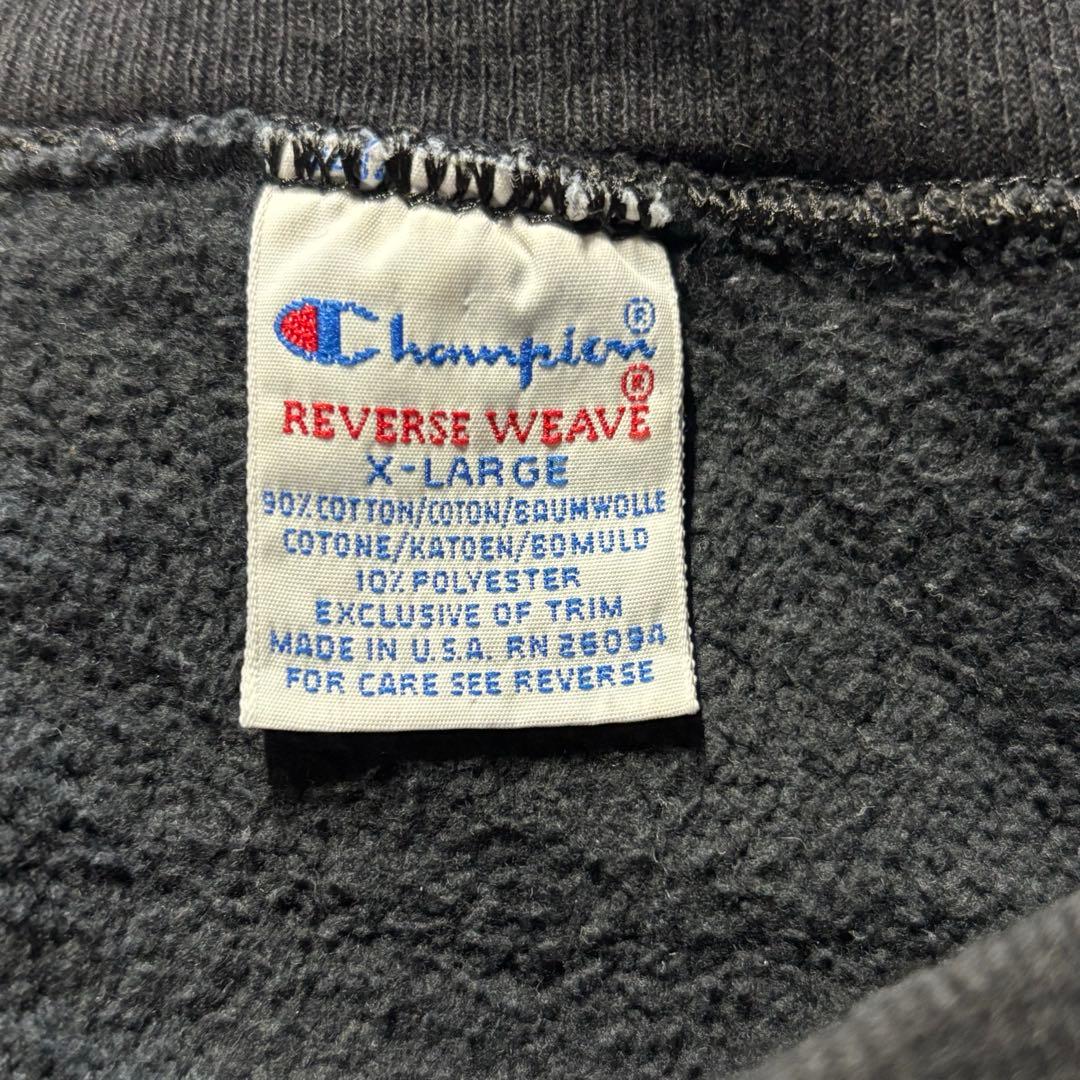 Champion®
REVERSE WEAVE®
X-LARGE
90% COTTON/COTON/BAUMWOLLE
COTONE/KATOEN/BOMULD
10% POLYESTER
EXCLUSIVE OF TRIM
MADE IN U.S.A. RN 26094
FOR CARE SEE REVERSE